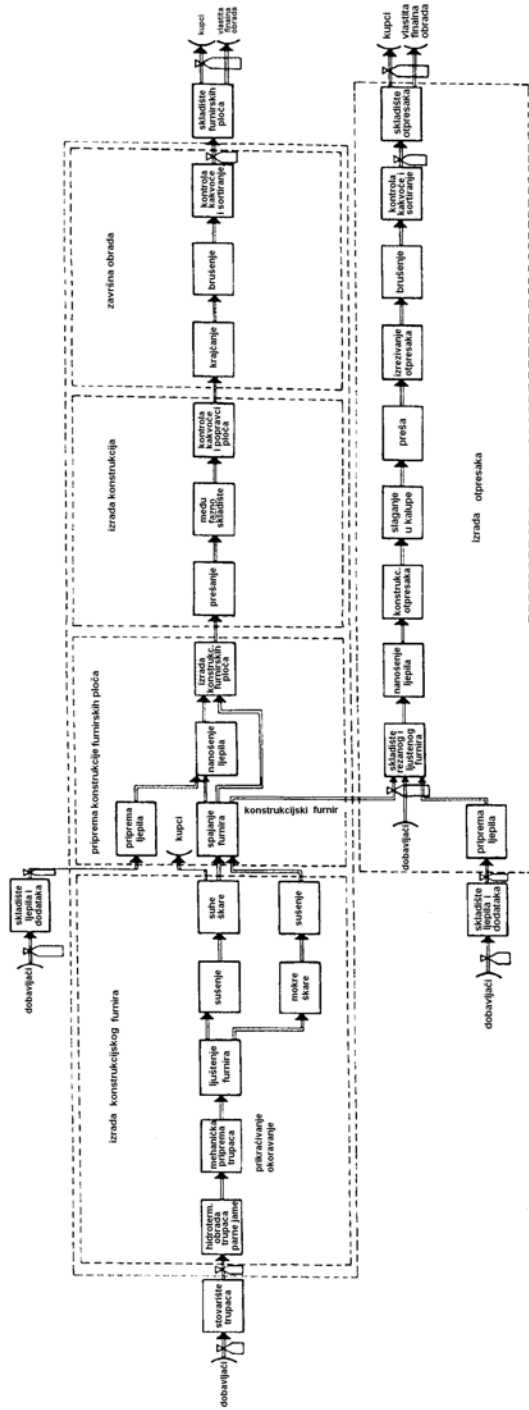 dobavljači
stovarište
trupaca
izrada konstrukcijskog furnira
hidroterm.
obrada
trupaca
parne jame
mehanička
priprema
trupaca
prikraćivanje
okoravanje
ljuštenje
furnira
sušenje
suhe
škare
mokre
škare
sušenje
kupci
dobavljači
skladište
ljepila i
dodataka
priprema konstrukcije furnirskih ploča
priprema
ljepila
spajanje
furnira
nanošenje
ljepila
izrada
konstrukc.
furnirskih
ploča
konstrukcijski furnir
izrada konstrukcija
prešanje
među
fazno
skladište
kontrola
kakvoće
i popravci
ploča
završna obrada
krajčanje
brušenje
kontrola
kakvoće
i sortiranje
skladište
furnirskih
ploča
kupci
vlastita
finalna
obrada
dobavljači
skladište
ljepila i
dodataka
priprema
ljepila
dobavljači
skladište
rezanog i
ljuštenog
furnira
nanošenje
ljepila
konstrukc.
otpresaka
slaganje
u kalupe
preša
izrezivanje
otpresaka
brušenje
kontrola
kakvoće i
sortiranje
skladište
otpresaka
kupci
vlastita
finalna
obrada
izrada otpresaka